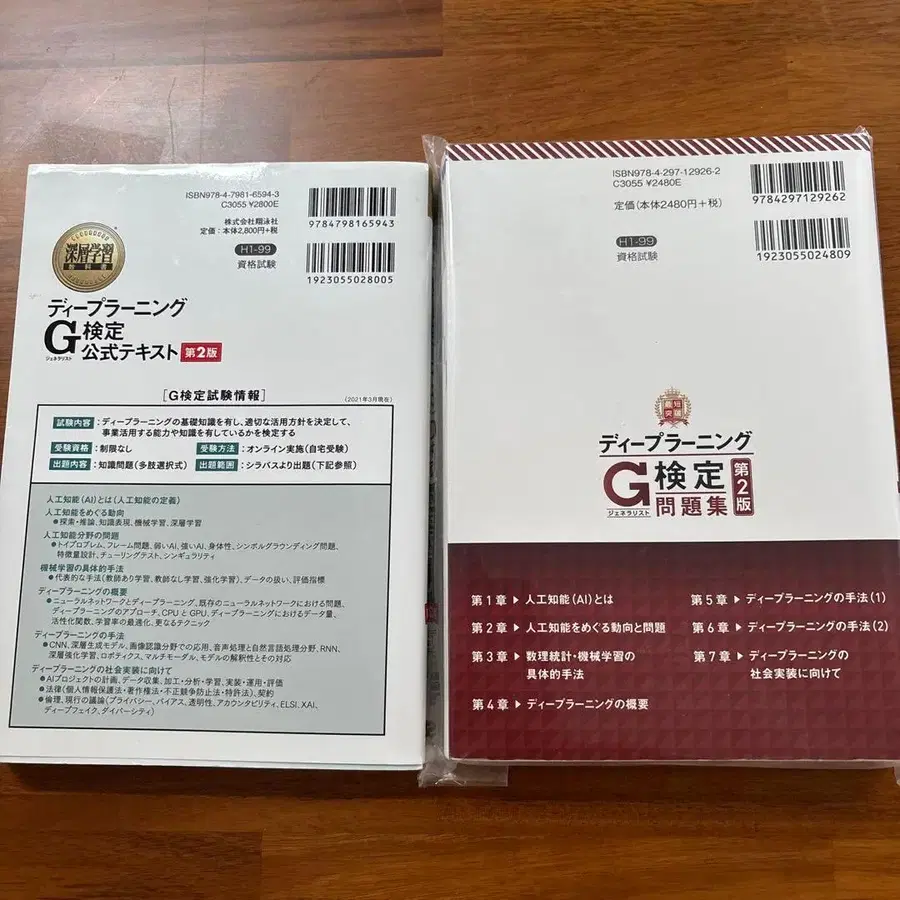 ISBN978-4-7981-6594-3
C3055 ¥2800E
株式会社翔泳社
定価：本体2,800円+税
9784798165943
H1-99
資格試験
1923055028005
深層学習
教科書
ディープラーニング
G検定
ジェネラリスト
公式テキスト 第2版
[G検定試験情報]
(2021年3月現在)
試験内容：ディープラーニングの基礎知識を有し、適切な活用方針を決定して、
事業活用する能力や知識を有しているかを検定する
受験資格：制限なし 受験方法：オンライン実施(自宅受験)
出題内容：知識問題(多肢選択式) 出題範囲：シラバスより出題(下記参照)
人工知能(AI)とは(人工知能の定義)
人工知能をめぐる動向
●探索・推論、知識表現、機械学習、深層学習
人工知能分野の問題
●トイプロブレム、フレーム問題、弱いAI、強いAI、身体性、シンボルグラウンディング問題、
特徴量設計、チューリングテスト、シンギュラリティ
機械学習の具体的手法
●代表的な手法(教師あり学習、教師なし学習、強化学習)、データの扱い、評価指標
ディープラーニングの概要
●ニューラルネットワークとディープラーニング、既存のニューラルネットワークにおける問題、
ディープラーニングのアプローチ、CPU と GPU、ディープラーニングにおけるデータ量、
活性化関数、学習率の最適化、更なるテクニック
ディープラーニングの手法
●CNN、深層生成モデル、画像認識分野での応用、音声処理と自然言語処理分野、RNN、
深層強化学習、ロボティクス、マルチモーダル、モデルの解釈性とその対応
ディープラーニングの社会実装に向けて
●AIプロジェクトの計画、データ収集、加工・分析・学習、実装・運用・評価
●法律(個人情報保護法・著作権法・不正競争防止法・特許法)、契約
●倫理、現行の議論(プライバシー、バイアス、透明性、アカウンタビリティ、ELSI、XAI、
ディープフェイク、ダイバーシティ)
ISBN978-4-297-12926-2
C3055 ¥2480E
定価(本体2480円+税)
9784297129262
H1-99
資格試験
1923055024809
最短
突破
ディープラーニング
G検定
ジェネラリスト
問題集
第2版
第1章▶人工知能(AI)とは
第2章▶人工知能をめぐる動向と問題
第3章▶数理統計・機械学習の
具体的手法
第4章▶ディープラーニングの概要
第5章▶ディープラーニングの手法(1)
第6章▶ディープラーニングの手法(2)
第7章▶ディープラーニングの
社会実装に向けて